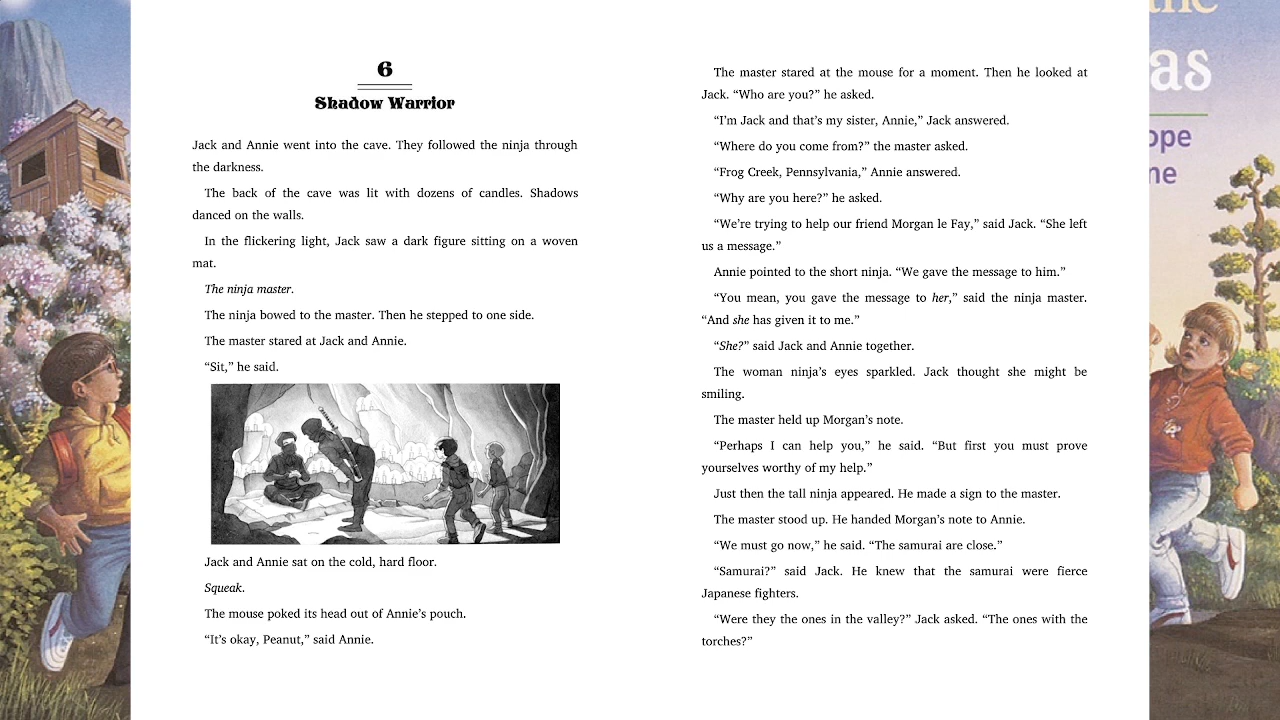 6
Shadow Warrior
Jack and Annie went into the cave. They followed the ninja through
the darkness.
The back of the cave was lit with dozens of candles. Shadows
danced on the walls.
In the flickering light, Jack saw a dark figure sitting on a woven
mat.
The ninja master.
The ninja bowed to the master. Then he stepped to one side.
The master stared at Jack and Annie.
“Sit,” he said.
Jack and Annie sat on the cold, hard floor.
Squeak.
The mouse poked its head out of Annie’s pouch.
“It’s okay, Peanut,” said Annie.
The master stared at the mouse for a moment. Then he looked at
Jack. “Who are you?” he asked.
“I’m Jack and that’s my sister, Annie,” Jack answered.
“Where do you come from?” the master asked.
“Frog Creek, Pennsylvania,” Annie answered.
“Why are you here?” he asked.
“We’re trying to help our friend Morgan le Fay,” said Jack. “She left
us a message.”
Annie pointed to the short ninja. “We gave the message to him.”
“You mean, you gave the message to her,” said the ninja master.
“And she has given it to me.”
“She?” said Jack and Annie together.
The woman ninja’s eyes sparkled. Jack thought she might be
smiling.
The master held up Morgan’s note.
“Perhaps I can help you,” he said. “But first you must prove
yourselves worthy of my help.”
Just then the tall ninja appeared. He made a sign to the master.
The master stood up. He handed Morgan’s note to Annie.
“We must go now,” he said. “The samurai are close.”
“Samurai?” said Jack. He knew that the samurai were fierce
Japanese fighters.
“Were they the ones in the valley?” Jack asked. “The ones with the
torches?”
the
as
ope
ne